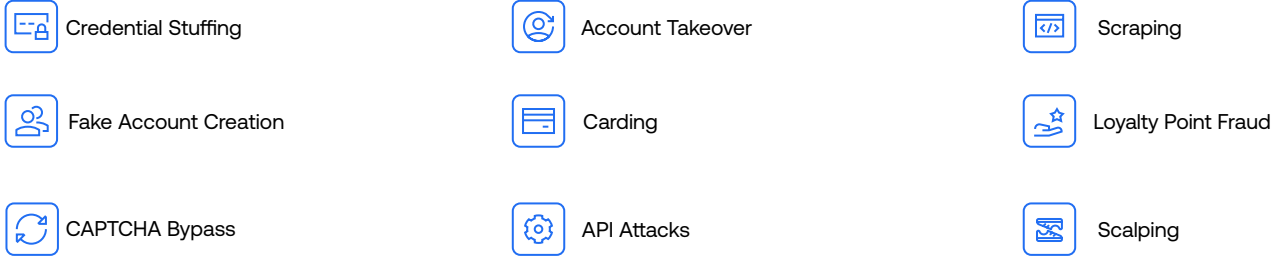 Credential Stuffing
Account Takeover
Scraping
Fake Account Creation
Carding
Loyalty Point Fraud
CAPTCHA Bypass
API Attacks
Scalping